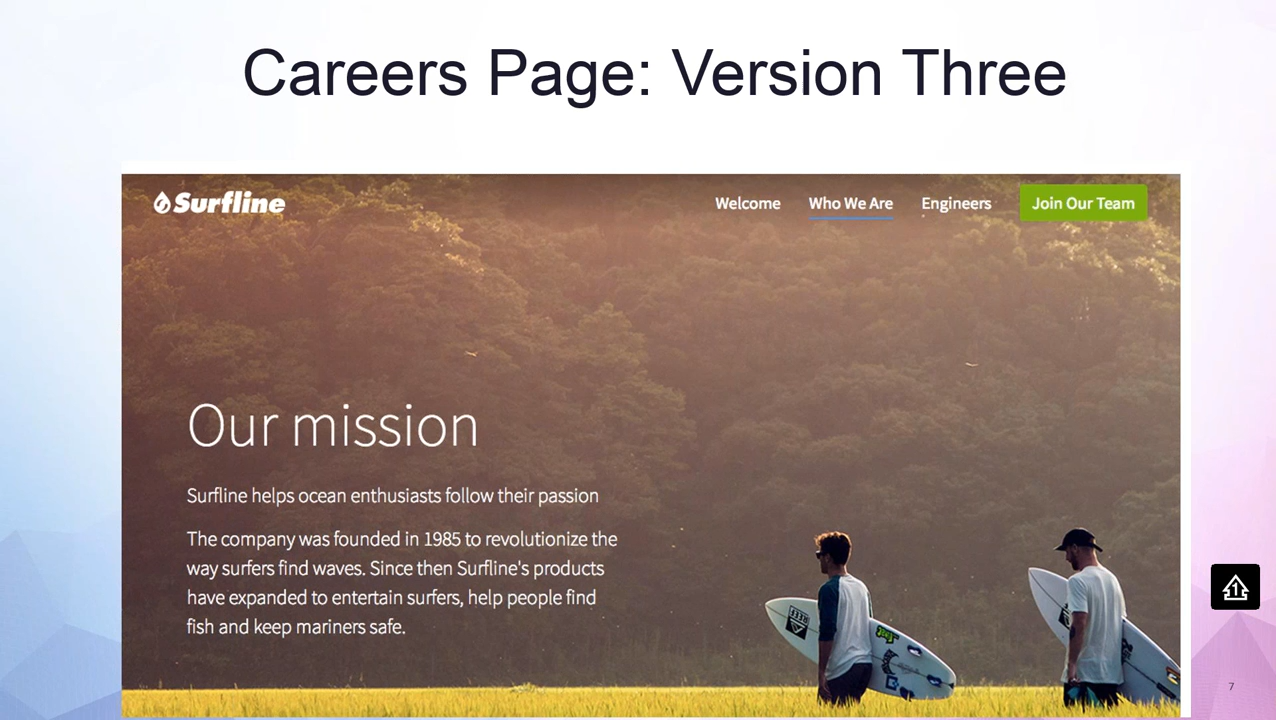 Careers Page: Version Three
Surfline
Welcome Who We Are Engineers Join Our Team
Our mission
Surfline helps ocean enthusiasts follow their passion
The company was founded in 1985 to revolutionize the
way surfers find waves. Since then Surfline's products
have expanded to entertain surfers, help people find
fish and keep mariners safe.
REEF
1
7